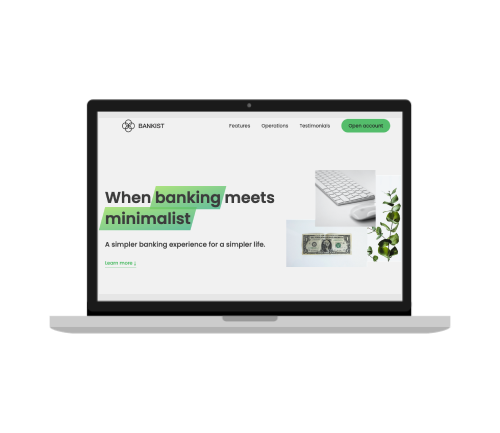 BANKIST
Features Operations Testimonials Open account
When banking meets
minimalist
A simpler banking experience for a simpler life.
Learn more ↓